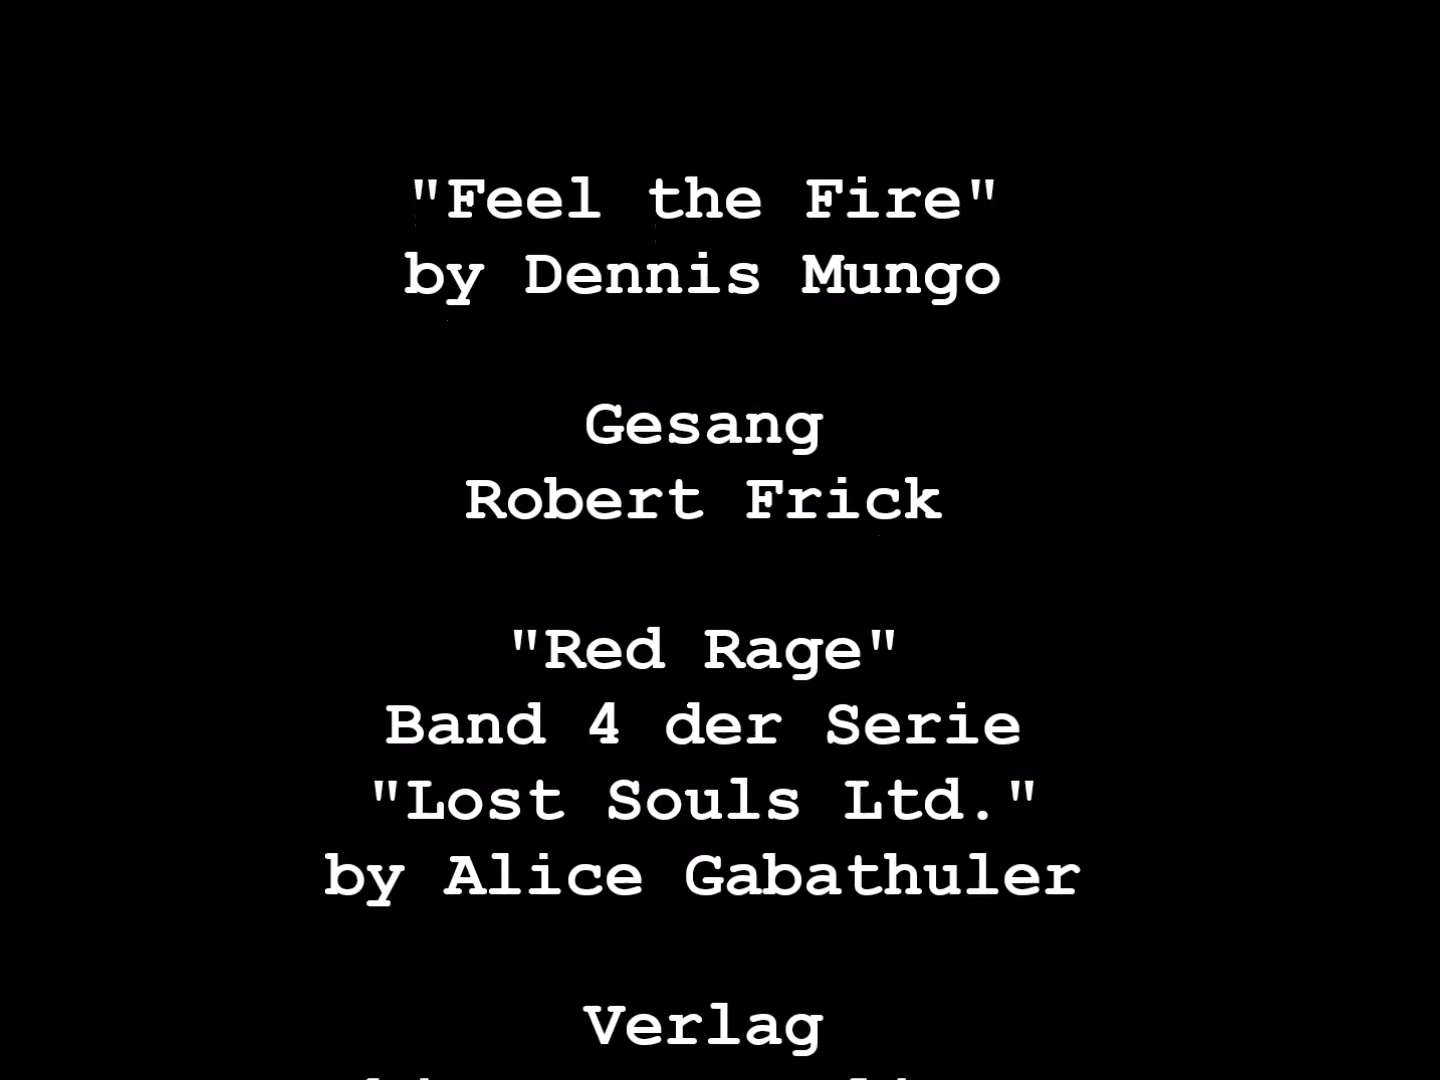 "Feel the Fire"
by Dennis Mungo
Gesang
Robert Frick
"Red Rage"
Band 4 der Serie
"Lost Souls Ltd."
by Alice Gabathuler
Verlag